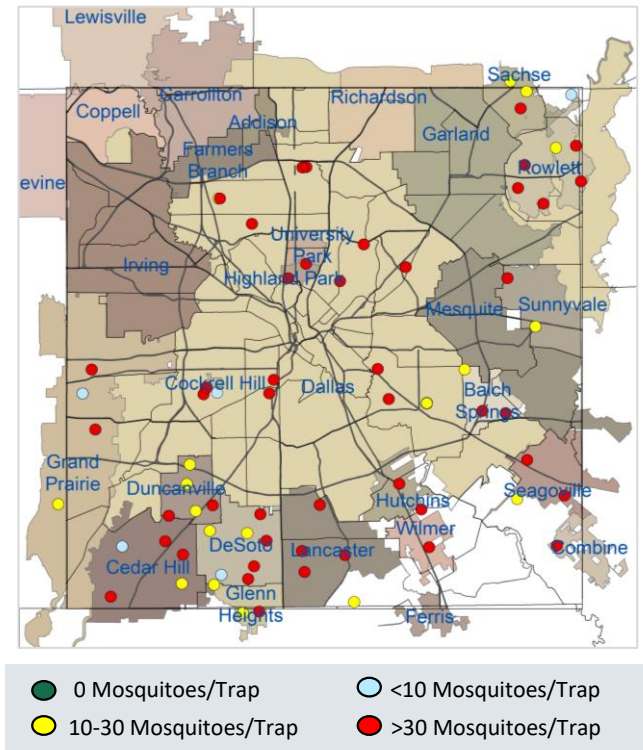 Lewisville
Sachse
Coppell
Carrollton
Richardson
Addison
Garland
Farmers
Branch
Rowlett
evine
University
Park
Irving
Highland Park
Mesquite
Sunnyvale
Cockrell Hill
Dallas
Balch
Springs
Grand
Prairie
Duncanville
Hutchins
Seagoville
Wilmer
DeSoto
Lancaster
Combine
Cedar Hill
Glenn
Heights
Ferris
0 Mosquitoes/Trap
<10 Mosquitoes/Trap
10-30 Mosquitoes/Trap
>30 Mosquitoes/Trap